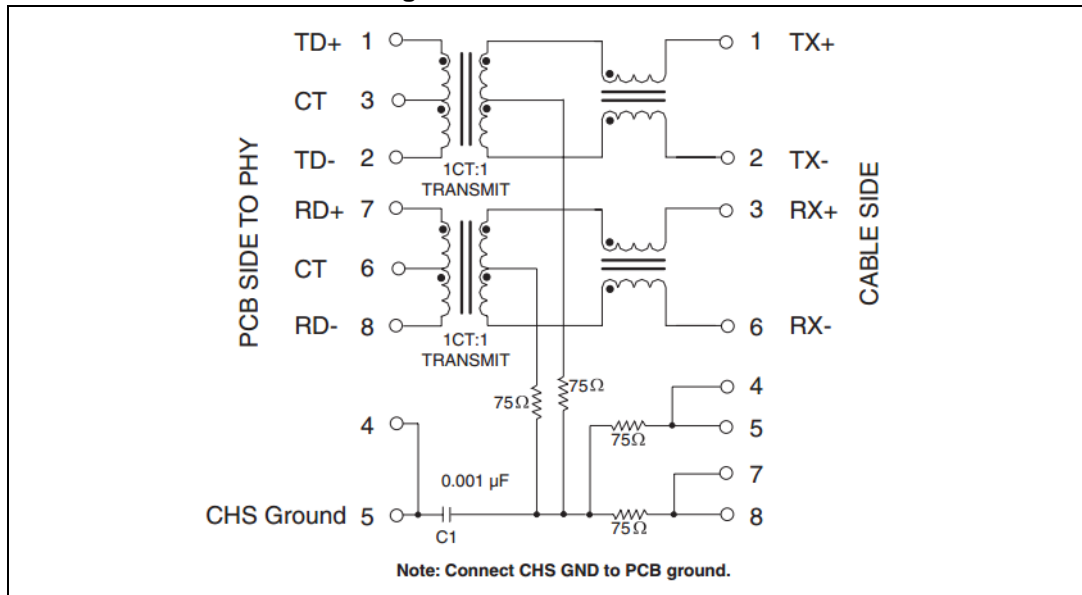 TD+ 1
1 TX+
CT 3
TD- 2
2 TX-
1CT:1
TRANSMIT
RD+ 7
3 RX+
CT 6
RD- 8
6 RX-
1CT:1
TRANSMIT
PCB SIDE TO PHY
CABLE SIDE
75Ω
75Ω
4
5
75Ω
4
7
0.001 µF
CHS Ground 5
C1
75Ω
8
Note: Connect CHS GND to PCB ground.